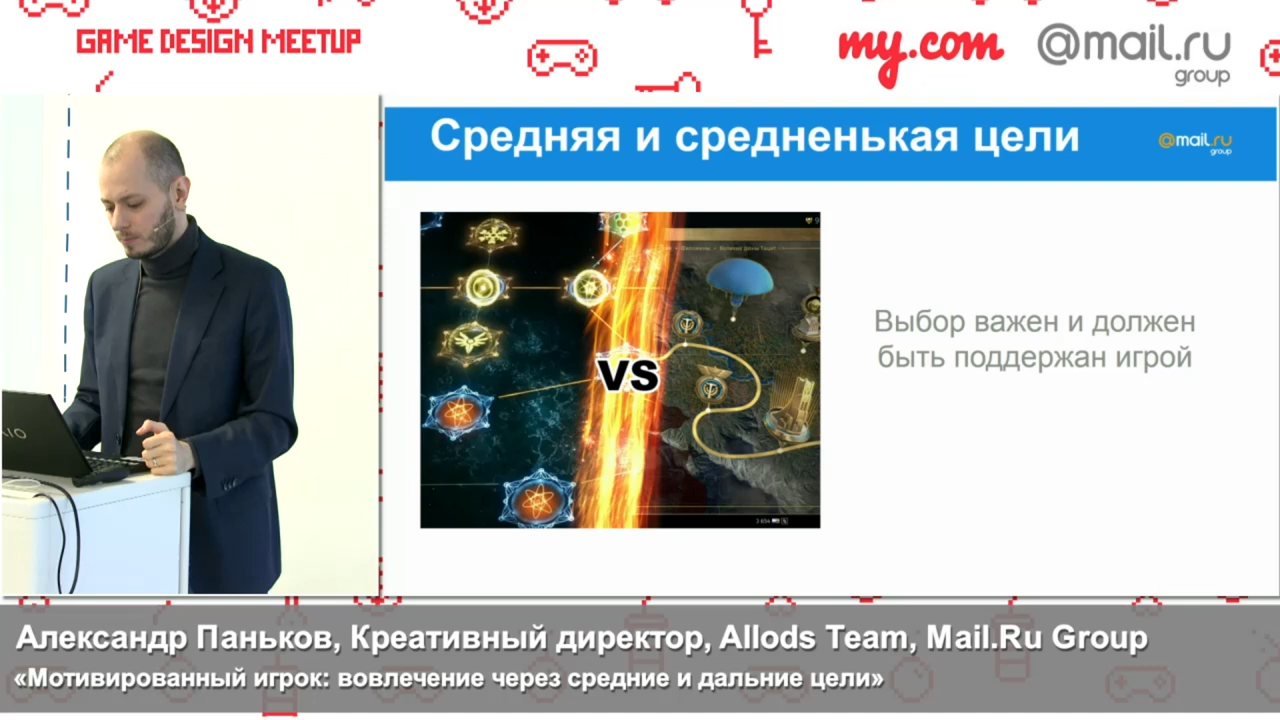 GAME DESIGN MEETUP
my.com
@mail.ru
group
Средняя и средненькая цели
@mail.ru
group
VS
Выбор важен и должен
быть поддержан игрой
Александр Паньков, Креативный директор, Allods Team, Mail.Ru Group
«Мотивированный игрок: вовлечение через средние и дальние цели»